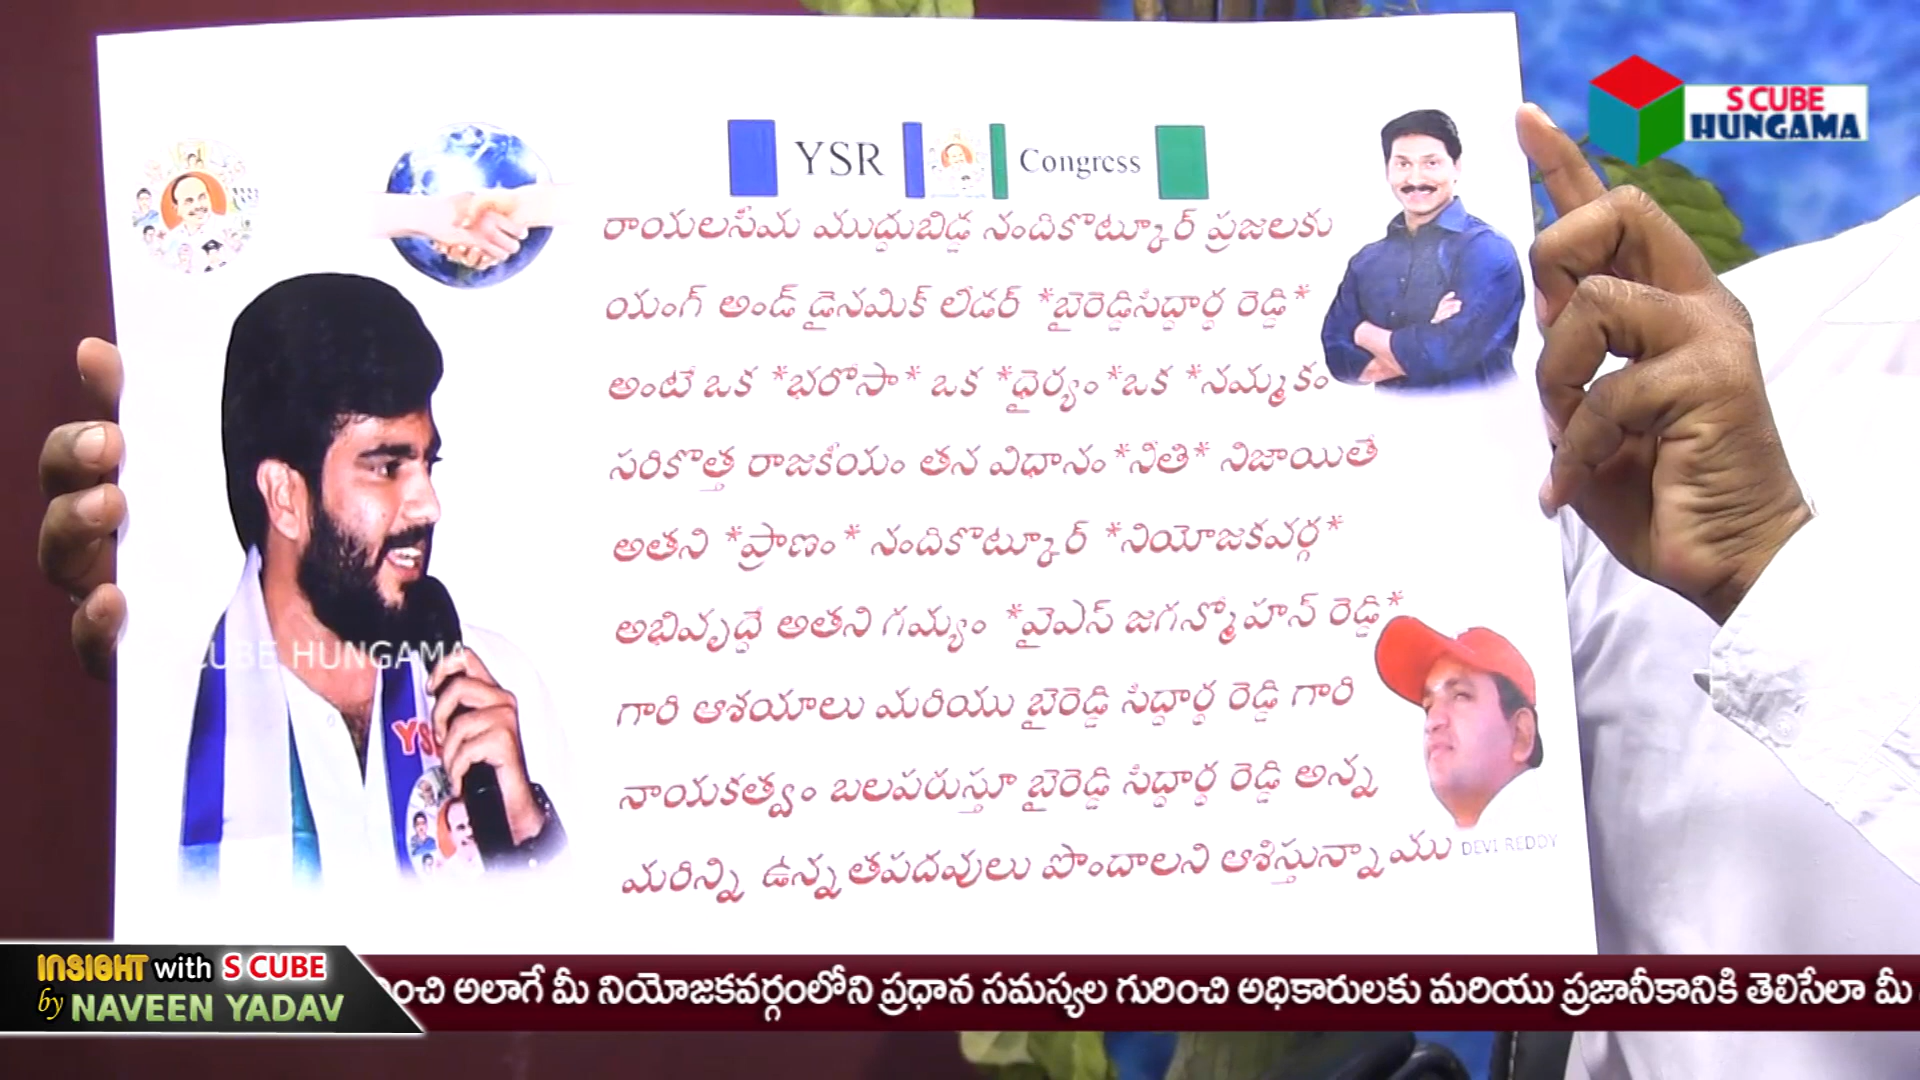 S CUBE
HUNGAMA
YSR Congress
రాయలసీమ ముద్దుబిడ్డ నందికొట్కూర్ ప్రజలకు
యంగ్ అండ్ డైనమిక్ లీడర్ *బైరెడ్డిసిద్దార్థ రెడ్డి*
అంటే ఒక *భరోసా* ఒక *ధైర్యం*ఒక *నమ్మకం
సరికొత్త రాజకీయం తన విధానం*నీతి* నిజాయితే
అతని *ప్రాణం* నందికొట్కూర్ *నియోజకవర్గ*
అభివృద్దే అతని గమ్యం *వైఎస్ జగన్మోహన్ రెడ్డి*
గారి ఆశయాలు మరియు బైరెడ్డి సిద్దార్థ రెడ్డి గారి
నాయకత్వం బలపరుస్తూ బైరెడ్డి సిద్దార్థ రెడ్డి అన్న
మరిన్ని ఉన్నతపదవులు పొందాలని ఆశిస్తున్నాము
DEVI REDDY
CUBE HUNGAMA
INSIGHT with S CUBE
by NAVEEN YADAV
ించి అలాగే మీ నియోజకవర్గంలోని ప్రధాన సమస్యల గురించి అధికారులకు మరియు ప్రజానీకానికి తెలిసేలా మీ